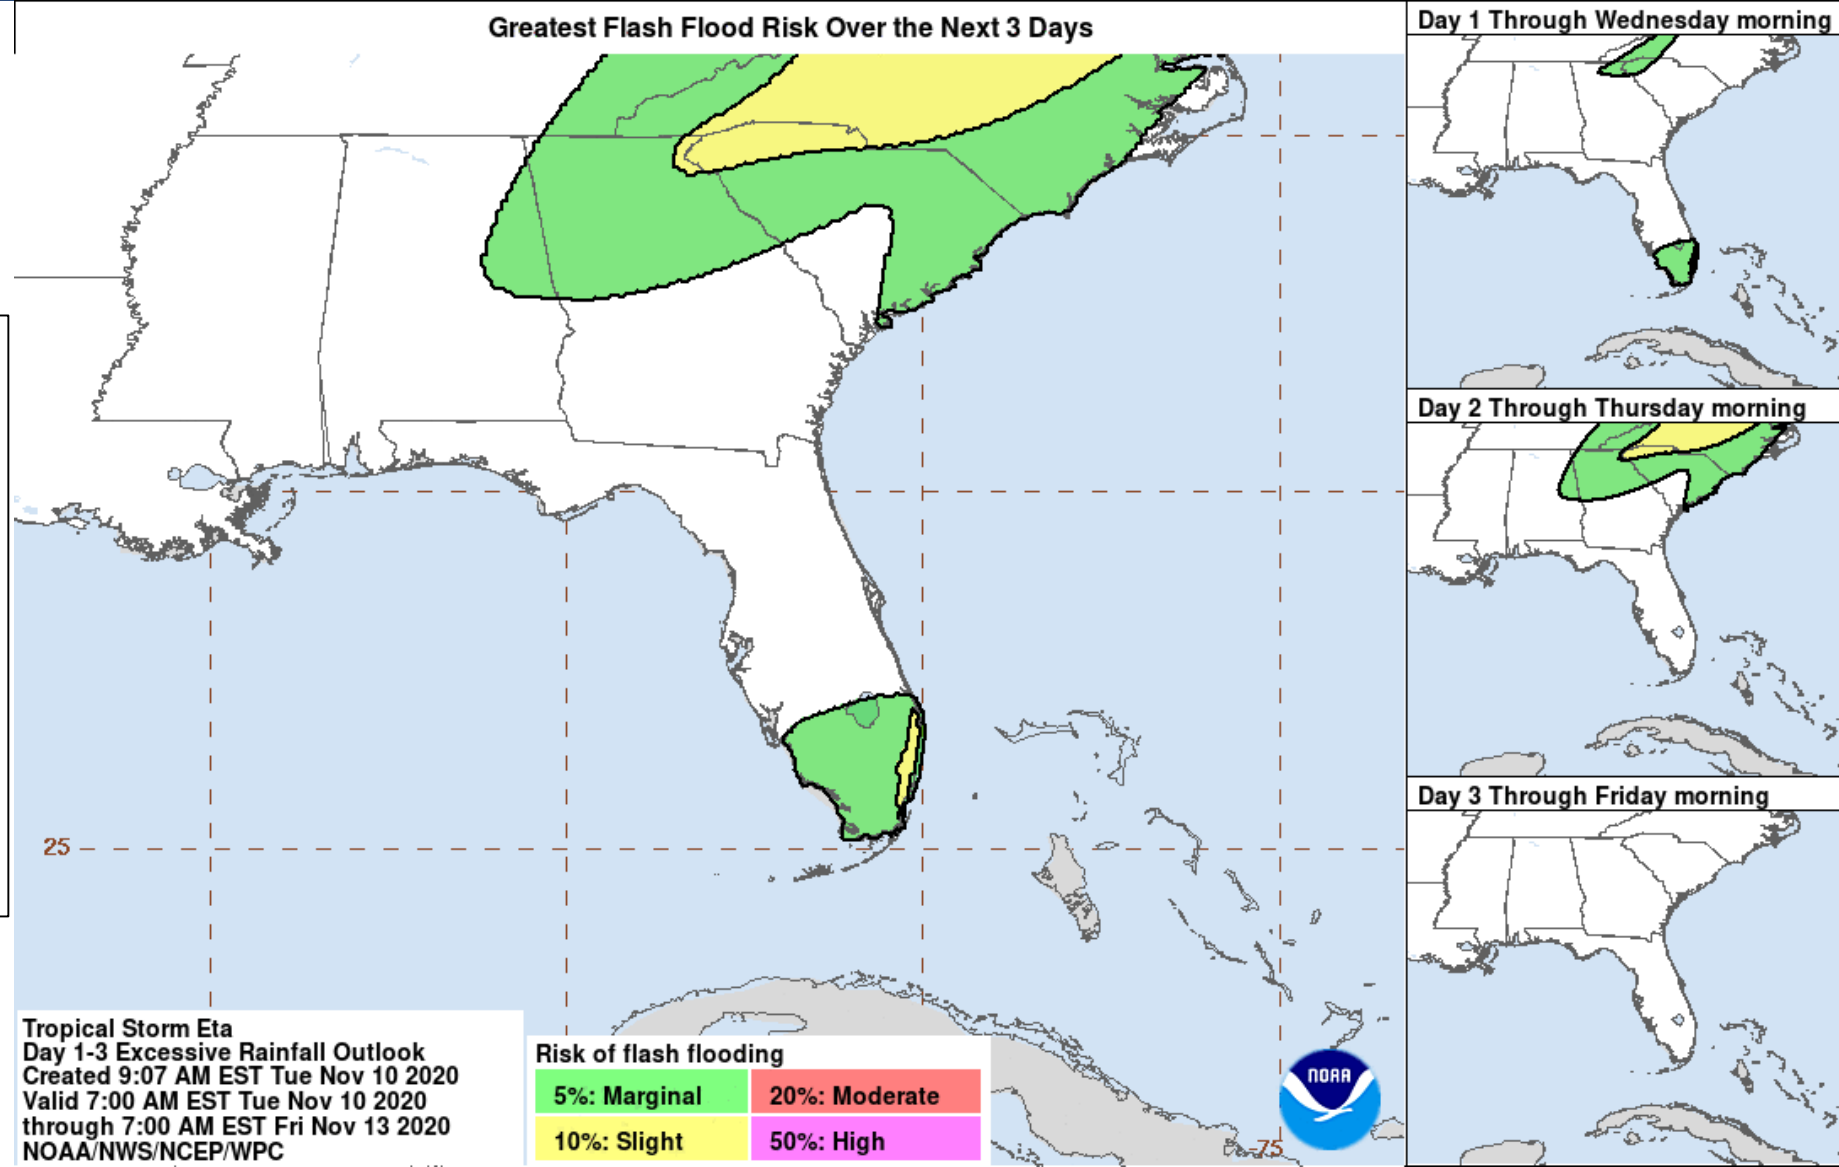 Greatest Flash Flood Risk Over the Next 3 Days
Day 1 Through Wednesday morning
Day 2 Through Thursday morning
Day 3 Through Friday morning
25
-75
Tropical Storm Eta
Day 1-3 Excessive Rainfall Outlook
Created 9:07 AM EST Tue Nov 10 2020
Valid 7:00 AM EST Tue Nov 10 2020
through 7:00 AM EST Fri Nov 13 2020
NOAA/NWS/NCEP/WPC
Risk of flash flooding
5%: Marginal
20%: Moderate
10%: Slight
50%: High
NOAA